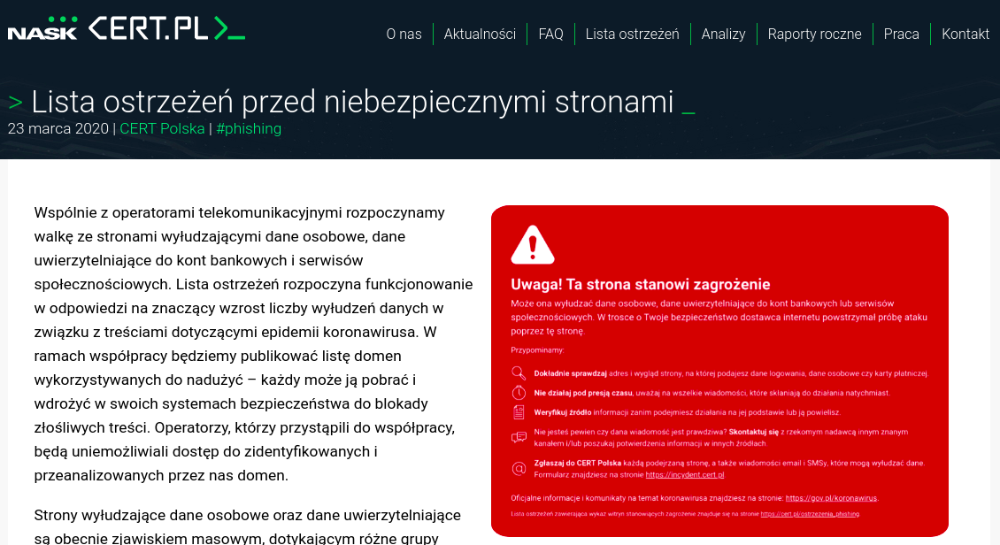 NASK CERT.PL>_
O nas
Aktualności
FAQ
Lista ostrzeżeń
Analizy
Raporty roczne
Praca
Kontakt
> Lista ostrzeżeń przed niebezpiecznymi stronami _
23 marca 2020 | CERT Polska | #phishing
Wspólnie z operatorami telekomunikacyjnymi rozpoczynamy
walkę ze stronami wyłudzającymi dane osobowe, dane
uwierzytelniające do kont bankowych i serwisów
społecznościowych. Lista ostrzeżeń rozpoczyna funkcjonowanie
w odpowiedzi na znaczący wzrost liczby wyłudzeń danych w
związku z treściami dotyczącymi epidemii koronawirusa. W
ramach współpracy będziemy publikować listę domen
wykorzystywanych do nadużyć – każdy może ją pobrać i
wdrożyć w swoich systemach bezpieczeństwa do blokady
złośliwych treści. Operatorzy, którzy przystąpili do współpracy,
będą uniemożliwiali dostęp do zidentyfikowanych i
przeanalizowanych przez nas domen.
Strony wyłudzające dane osobowe oraz dane uwierzytelniające
są obecnie zjawiskiem masowym, dotykającym różne grupy
Uwaga! Ta strona stanowi zagrożenie
Może ona wyłudzać dane osobowe, dane uwierzytelniające do kont bankowych lub serwisów
społecznościowych. W trosce o Twoje bezpieczeństwo dostawca internetu powstrzymał próbę ataku
poprzez tę stronę.
Przypominamy:
Dokładnie sprawdzaj adres i wygląd strony, na której podajesz dane logowania, dane osobowe czy karty płatniczej.
Nie działaj pod presją czasu, uważaj na wszelkie wiadomości, które skłaniają do działania natychmiast.
Weryfikuj źródło informacji zanim podejmiesz działania na jej podstawie lub ją powielisz.
Nie jesteś pewien czy dana wiadomość jest prawdziwa? Skontaktuj się z rzekomym nadawcą innym znanym
kanałem i/lub poszukaj potwierdzenia informacji w innych źródłach.
Zgłaszaj do CERT Polska każdą podejrzaną stronę, a także wiadomości email i SMSy, które mogą wyłudzać dane.
Formularz znajdziesz na stronie https://incydent.cert.pl
Oficjalne informacje i komunikaty na temat koronawirusa znajdziesz na stronie: https://gov.pl/koronawirus.
Lista ostrzeżeń zawierająca wykaz witryn stanowiących zagrożenie znajduje się na stronie https://cert.pl/ostrzezenia_phishing